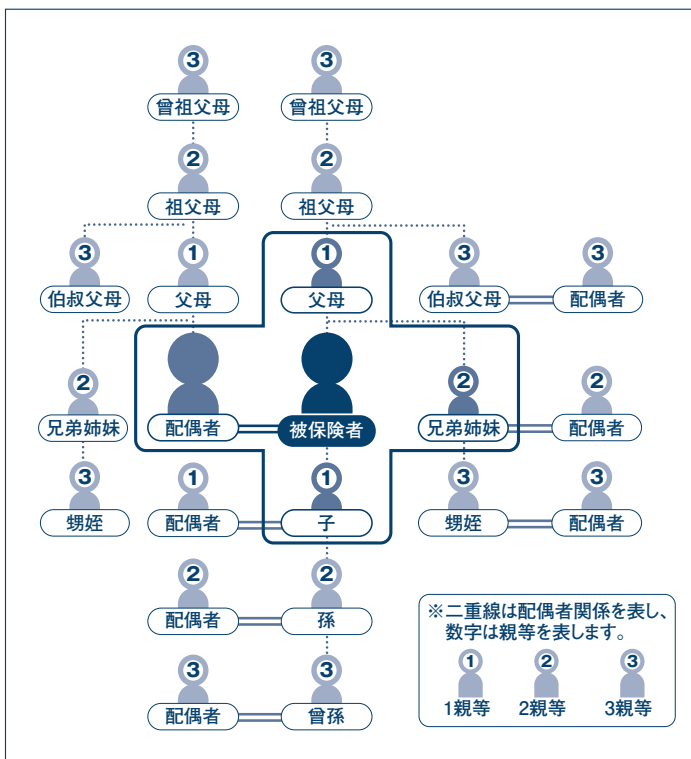 3 3
曾祖父母 曾祖父母
2 2
祖父母 祖父母
3 1 1 3 3
伯叔父母 父母 父母 伯叔父母 配偶者
2 2 2
兄弟姉妹 配偶者 被保険者 兄弟姉妹 配偶者
3 1 1 3 3
甥姪 配偶者 子 甥姪 配偶者
2 2
配偶者 孫
3 3
配偶者 曾孫
※二重線は配偶者関係を表し、
数字は親等を表します。
1 2 3
1親等 2親等 3親等